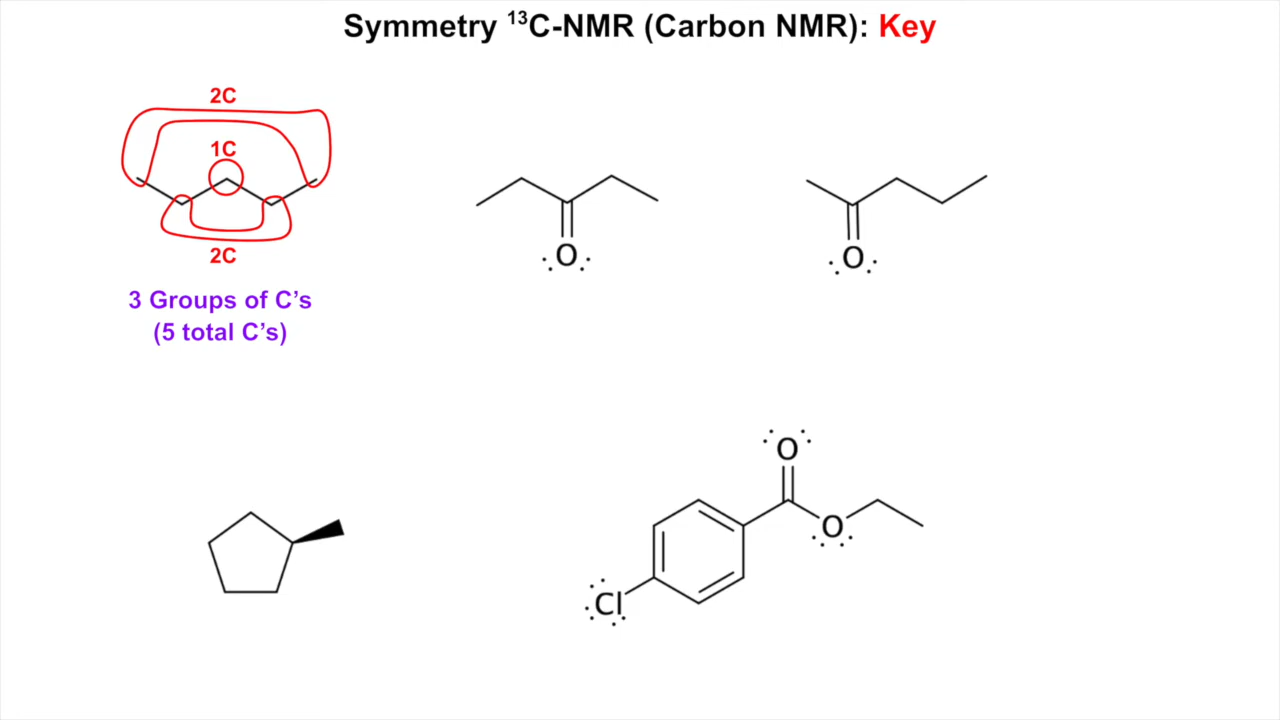 Symmetry ¹³C-NMR (Carbon NMR): Key
2C
1C
2C
3 Groups of C’s
(5 total C’s)
O
O
O
O
Cl